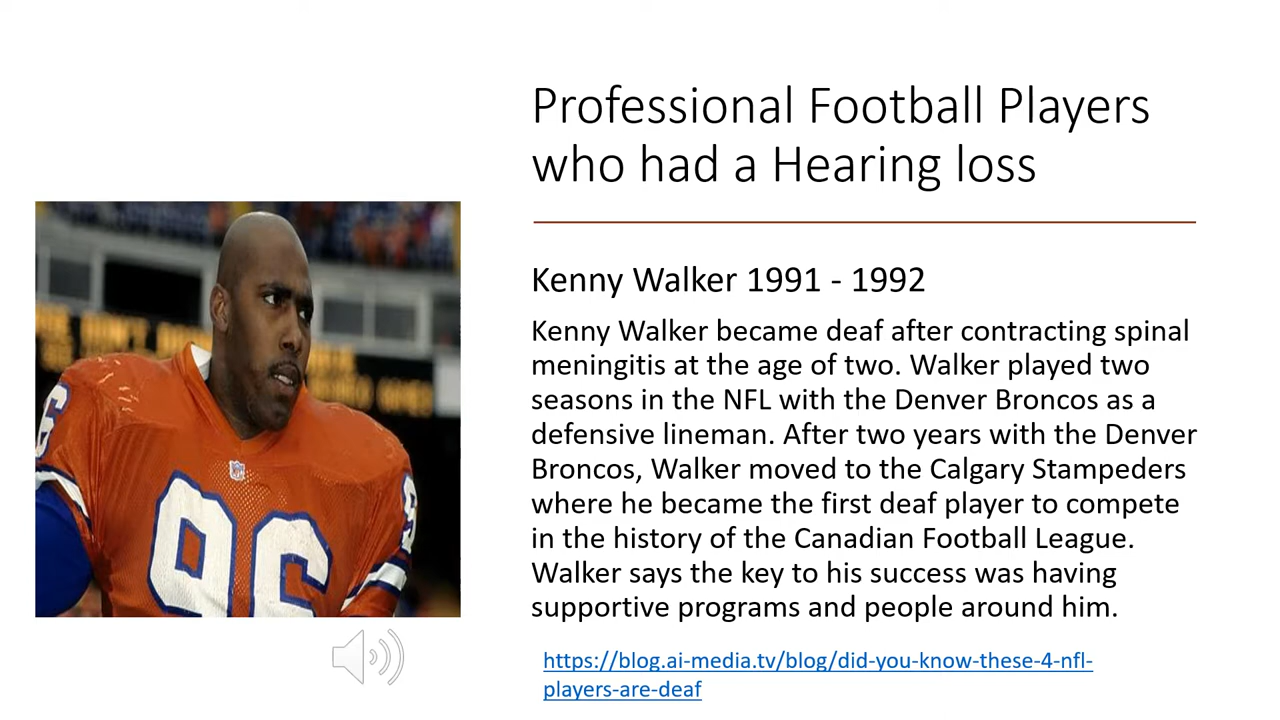 Professional Football Players
who had a Hearing loss
Kenny Walker 1991 - 1992
Kenny Walker became deaf after contracting spinal
meningitis at the age of two. Walker played two
seasons in the NFL with the Denver Broncos as a
defensive lineman. After two years with the Denver
Broncos, Walker moved to the Calgary Stampeders
where he became the first deaf player to compete
in the history of the Canadian Football League.
Walker says the key to his success was having
supportive programs and people around him.
https://blog.ai-media.tv/blog/did-you-know-these-4-nfl-
players-are-deaf
96